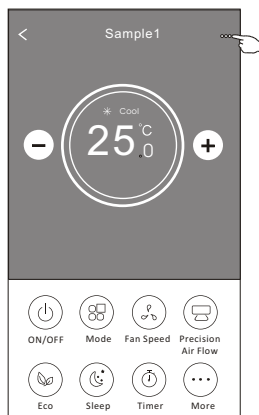 Sample1
Cool
25.0°C
ON/OFF Mode Fan Speed Precision
Air Flow
Eco Sleep Timer More